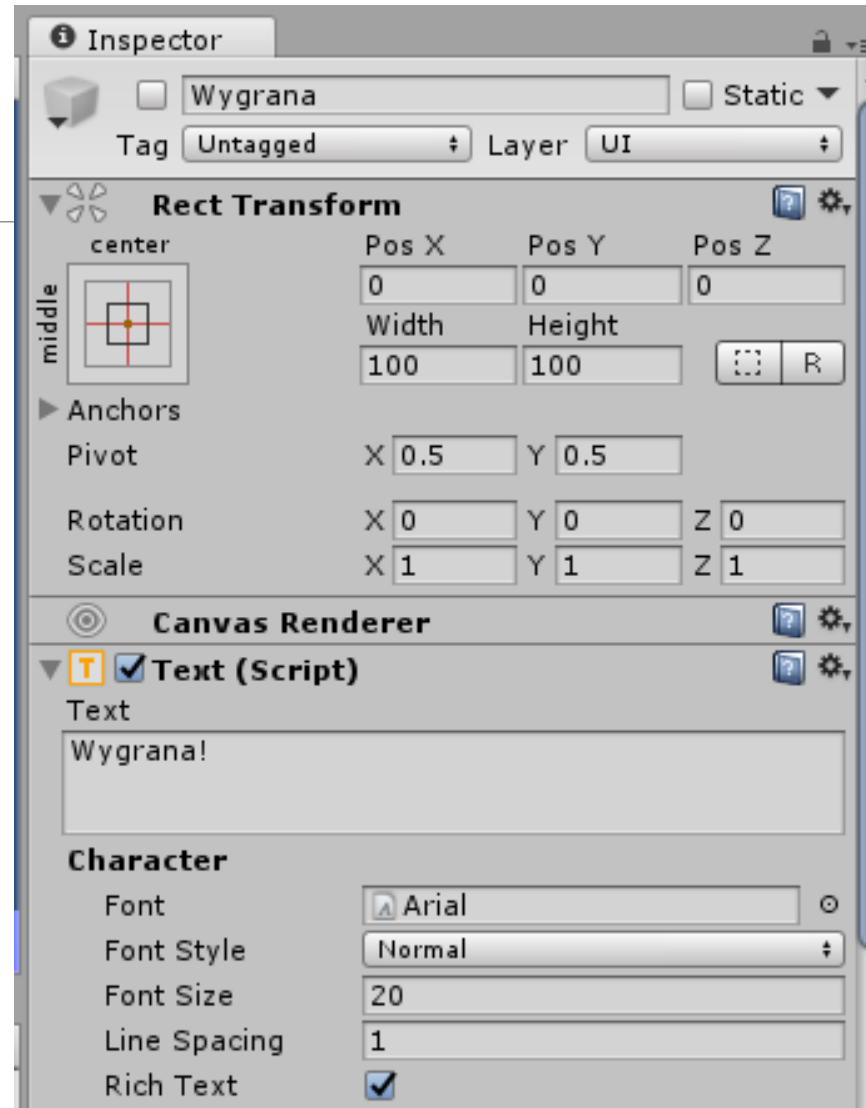 Inspector
Wygrana Static
Tag Untagged Layer UI
Rect Transform
center Pos X Pos Y Pos Z
middle 0 0 0
Width Height
100 100 R
Anchors
Pivot X 0.5 Y 0.5
Rotation X 0 Y 0 Z 0
Scale X 1 Y 1 Z 1
Canvas Renderer
T Text (Script)
Text
Wygrana!
Character
Font Arial
Font Style Normal
Font Size 20
Line Spacing 1
Rich Text